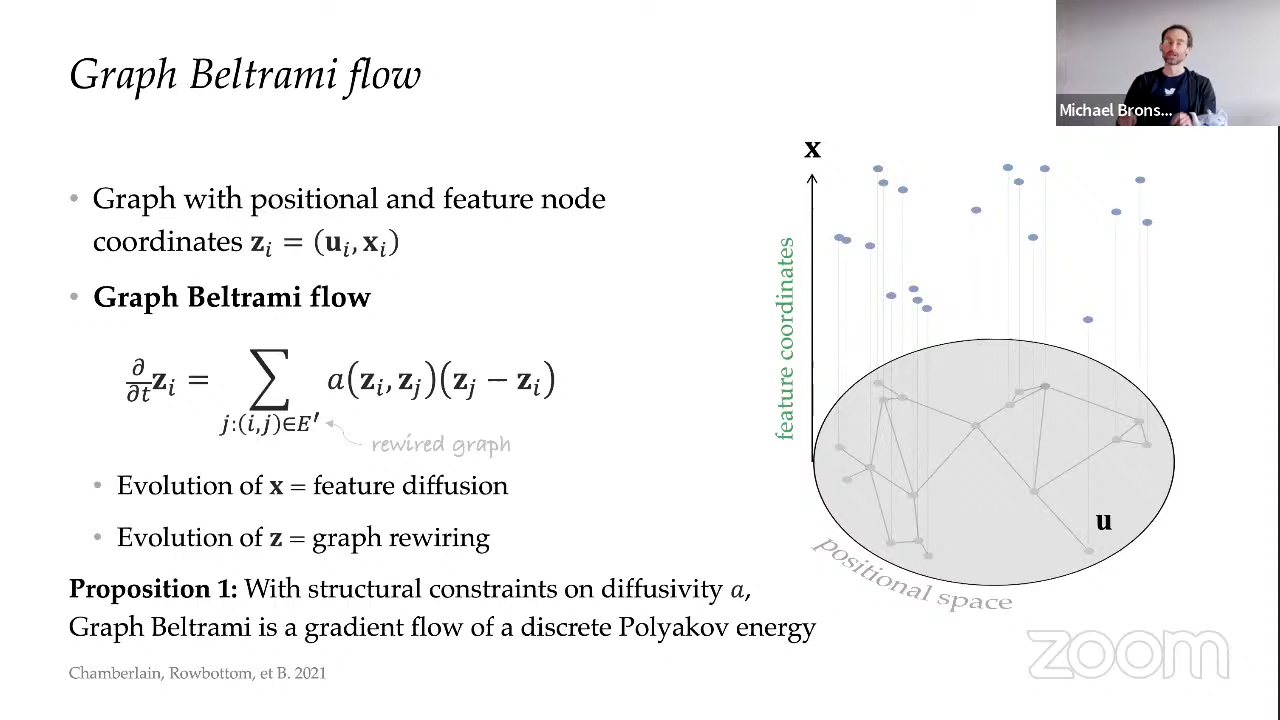 Graph Beltrami flow
Michael Brons...
x
• Graph with positional and feature node
coordinates zᵢ = (uᵢ, xᵢ)
• Graph Beltrami flow
∂/∂t zᵢ = ∑ a(zᵢ, zⱼ)(zⱼ − zᵢ)
j:(i,j)∈E′
rewired graph
• Evolution of x = feature diffusion
• Evolution of z = graph rewiring
Proposition 1: With structural constraints on diffusivity a,
Graph Beltrami is a gradient flow of a discrete Polyakov energy
Chamberlain, Rowbottom, et B. 2021
feature coordinates
u
positional space
zoom